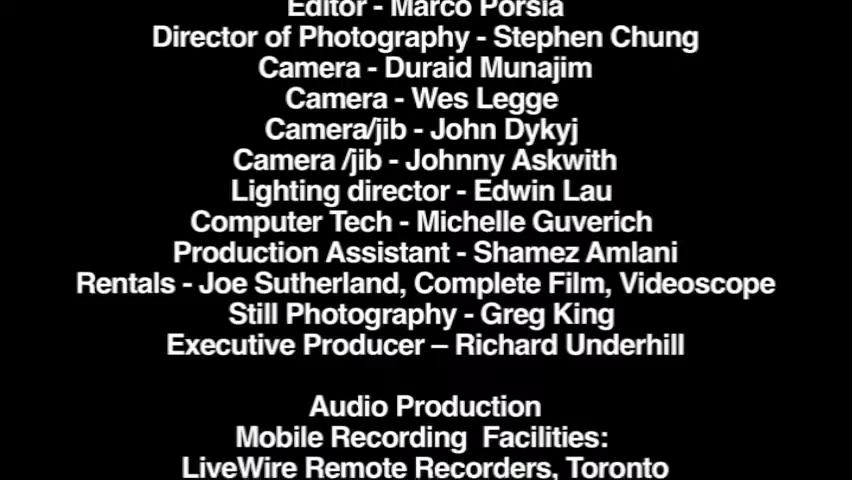 Editor - Marco Porsia
Director of Photography - Stephen Chung
Camera - Duraid Munajim
Camera - Wes Legge
Camera/jib - John Dykyj
Camera /jib - Johnny Askwith
Lighting director - Edwin Lau
Computer Tech - Michelle Guverich
Production Assistant - Shamez Amlani
Rentals - Joe Sutherland, Complete Film, Videoscope
Still Photography - Greg King
Executive Producer – Richard Underhill
Audio Production
Mobile Recording  Facilities:
LiveWire Remote Recorders, Toronto